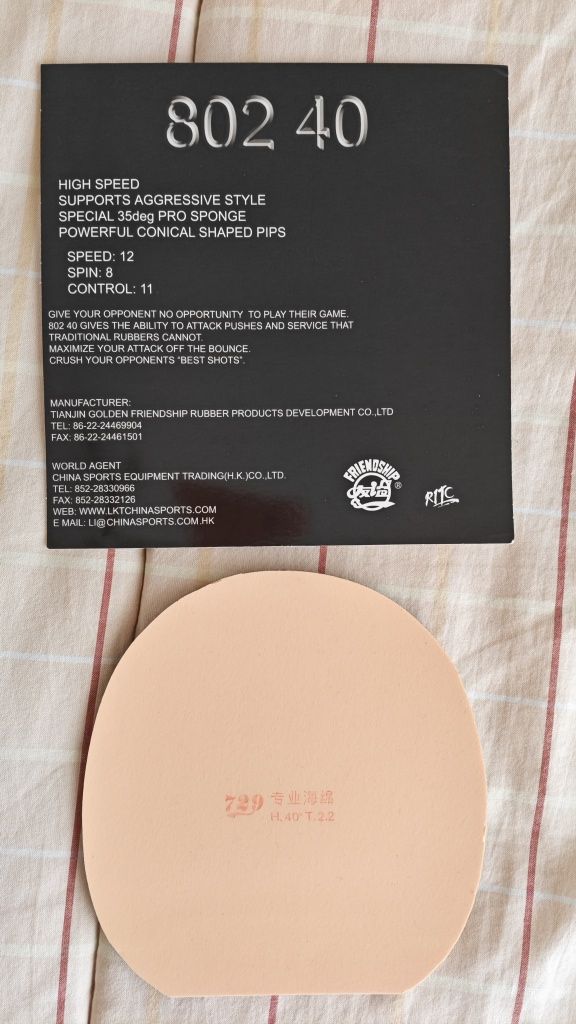 802 40
HIGH SPEED
SUPPORTS AGGRESSIVE STYLE
SPECIAL 35deg PRO SPONGE
POWERFUL CONICAL SHAPED PIPS
SPEED: 12
SPIN: 8
CONTROL: 11
GIVE YOUR OPPONENT NO OPPORTUNITY TO PLAY THEIR GAME.
802 40 GIVES THE ABILITY TO ATTACK PUSHES AND SERVICE THAT
TRADITIONAL RUBBERS CANNOT.
MAXIMIZE YOUR ATTACK OFF THE BOUNCE.
CRUSH YOUR OPPONENTS “BEST SHOTS”.
MANUFACTURER:
TIANJIN GOLDEN FRIENDSHIP RUBBER PRODUCTS DEVELOPMENT CO.,LTD
TEL: 86-22-24469904
FAX: 86-22-24461501
WORLD AGENT
CHINA SPORTS EQUIPMENT TRADING(H.K.)CO.,LTD.
TEL: 852-28330966
FAX: 852-28332126
WEB: WWW.LKTCHINASPORTS.COM
E MAIL: LI@CHINASPORTS.COM.HK
FRIENDSHIP
友谊®
RITC
729 专业海绵
H.40° T.2.2